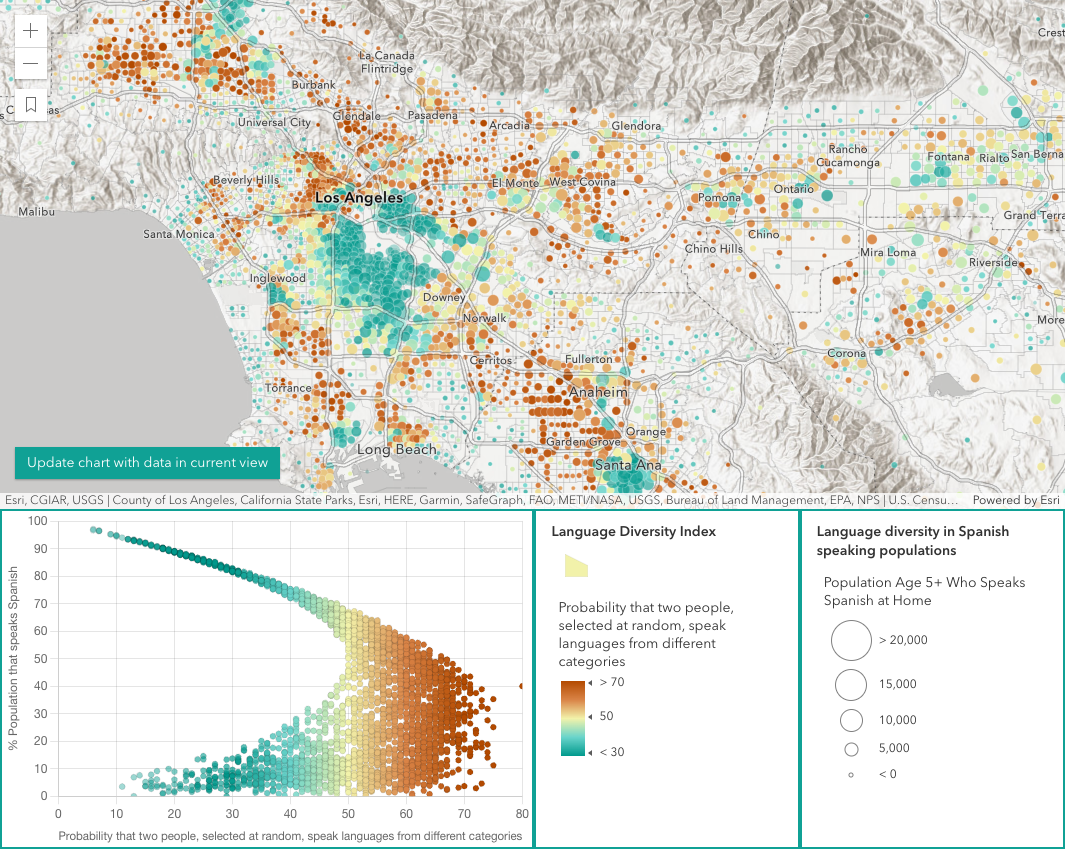 Crest
La Canada
Flintridge
Burbank
as
Universal City
Glendale
Pasadena
Arcadia
Glendora
Rancho
Cucamonga
Fontana
Rialto
San Berna
Beverly Hills
El Monte
West Covina
Los Angeles
Pomona
Ontario
Malibu
Grand Terra
Santa Monica
Chino
Chino Hills
Mira Loma
Riverside
Inglewood
Downey
Norwalk
More
Cerritos
Fullerton
Corona
Torrance
Anaheim
Orange
Garden Grove
Long Beach
Santa Ana
Update chart with data in current view
Esri, CGIAR, USGS | County of Los Angeles, California State Parks, Esri, HERE, Garmin, SafeGraph, FAO, METI/NASA, USGS, Bureau of Land Management, EPA, NPS | U.S. Censu… Powered by Esri
100
90
80
70
60
50
40
30
20
10
0
% Population that speaks Spanish
0 10 20 30 40 50 60 70 80
Probability that two people, selected at random, speak languages from different categories
Language Diversity Index
Probability that two people,
selected at random, speak
languages from different
categories
> 70
50
< 30
Language diversity in Spanish
speaking populations
Population Age 5+ Who Speaks
Spanish at Home
> 20,000
15,000
10,000
5,000
< 0